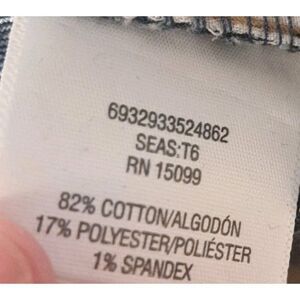 6932933524862
SEAS:T6
RN 15099
82% COTTON/ALGODÓN
17% POLYESTER/POLIÉSTER
1% SPANDEX